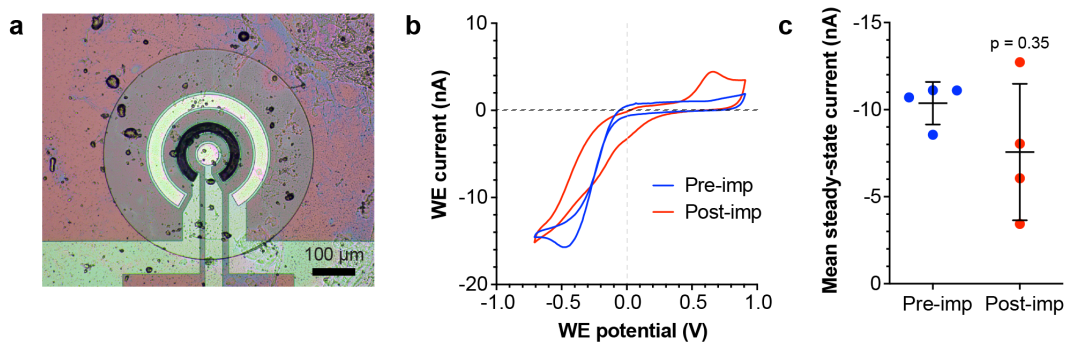 a
100 µm
b
WE current (nA)
10
0
-10
-20
-1.0
-0.5
0.0
0.5
1.0
WE potential (V)
Pre-imp
Post-imp
c
Mean steady-state current (nA)
-15
-10
-5
0
p = 0.35
Pre-imp
Post-imp